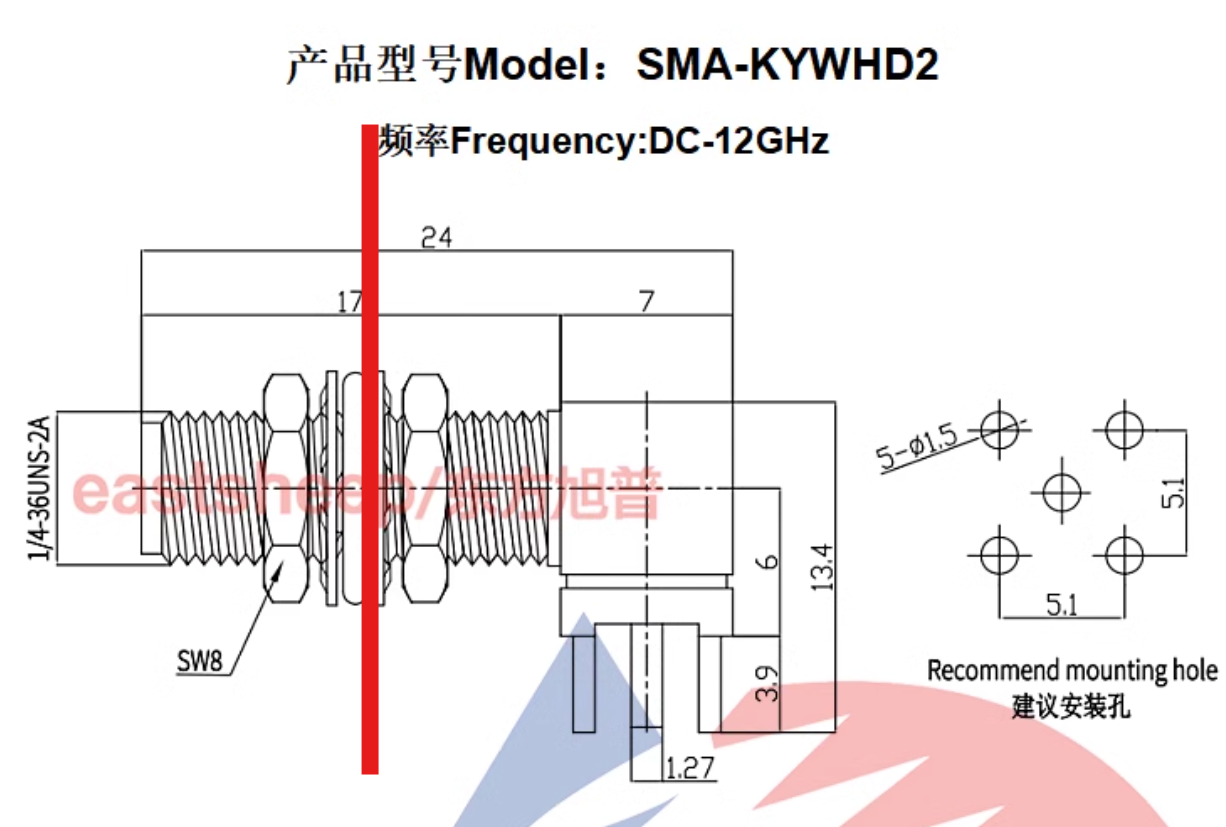 产品型号Model：SMA-KYWHD2
频率Frequency:DC-12GHz
24
17
7
1/4-36UNS-2A
eastsheep/东方旭普
SW8
6
13.4
3.9
1.27
5-ø1.5
5.1
5.1
Recommend mounting hole
建议安装孔